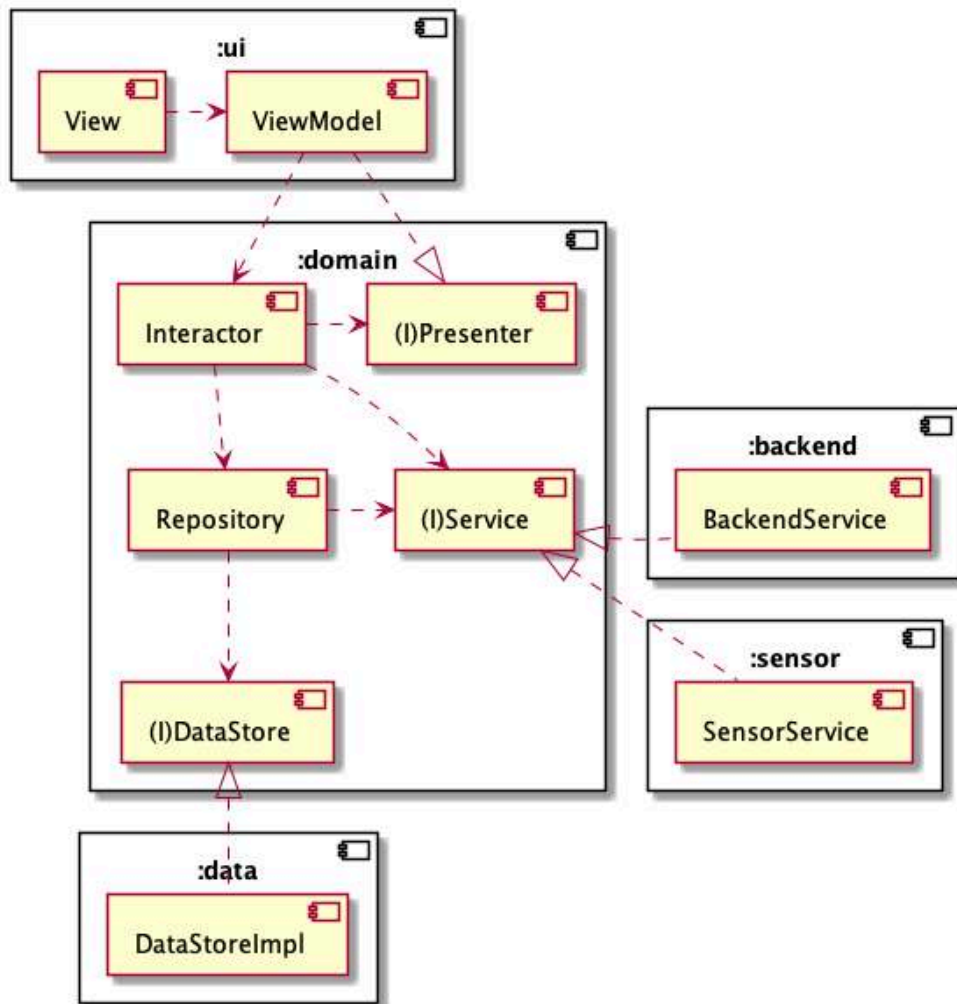 :ui
View
ViewModel
:domain
Interactor
(I)Presenter
:backend
Repository
(I)Service
BackendService
:sensor
(I)DataStore
SensorService
:data
DataStoreImpl